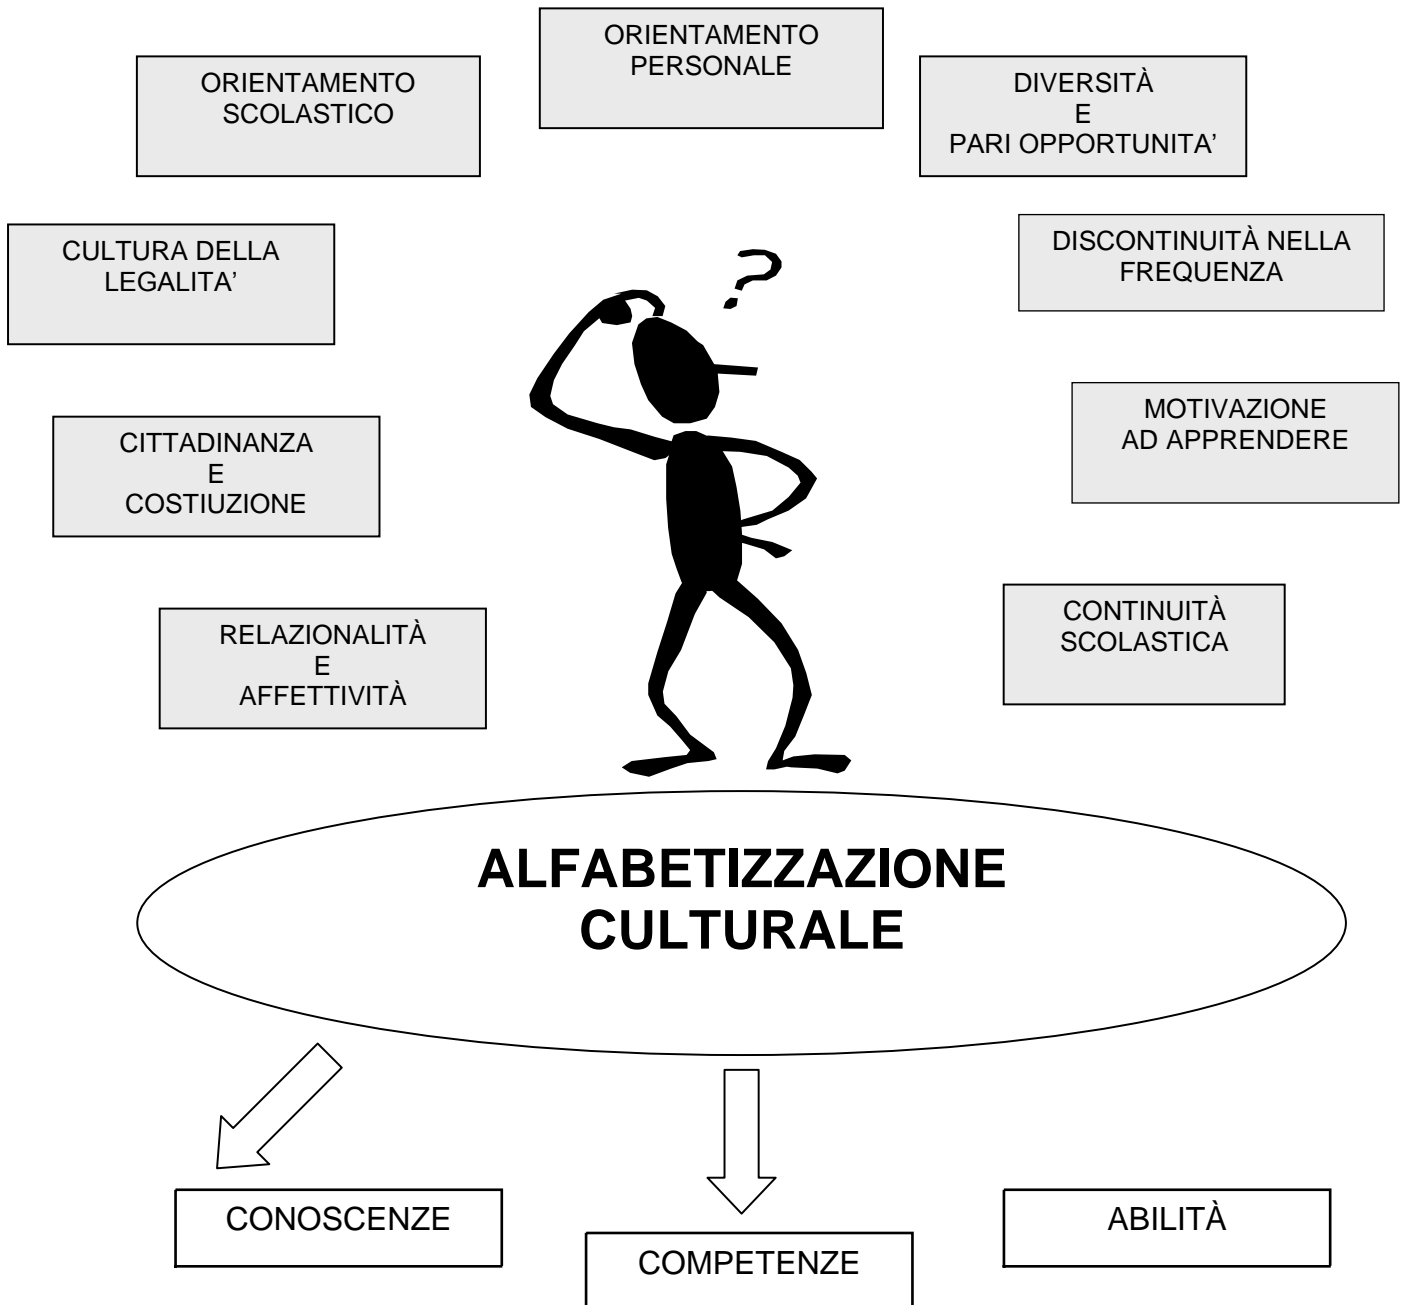 ORIENTAMENTO
PERSONALE
ORIENTAMENTO
SCOLASTICO
DIVERSITÀ
E
PARI OPPORTUNITA’
CULTURA DELLA
LEGALITA’
DISCONTINUITÀ NELLA
FREQUENZA
?
MOTIVAZIONE
AD APPRENDERE
CITTADINANZA
E
COSTIUZIONE
CONTINUITÀ
SCOLASTICA
RELAZIONALITÀ
E
AFFETTIVITÀ
ALFABETIZZAZIONE
CULTURALE
CONOSCENZE
COMPETENZE
ABILITÀ